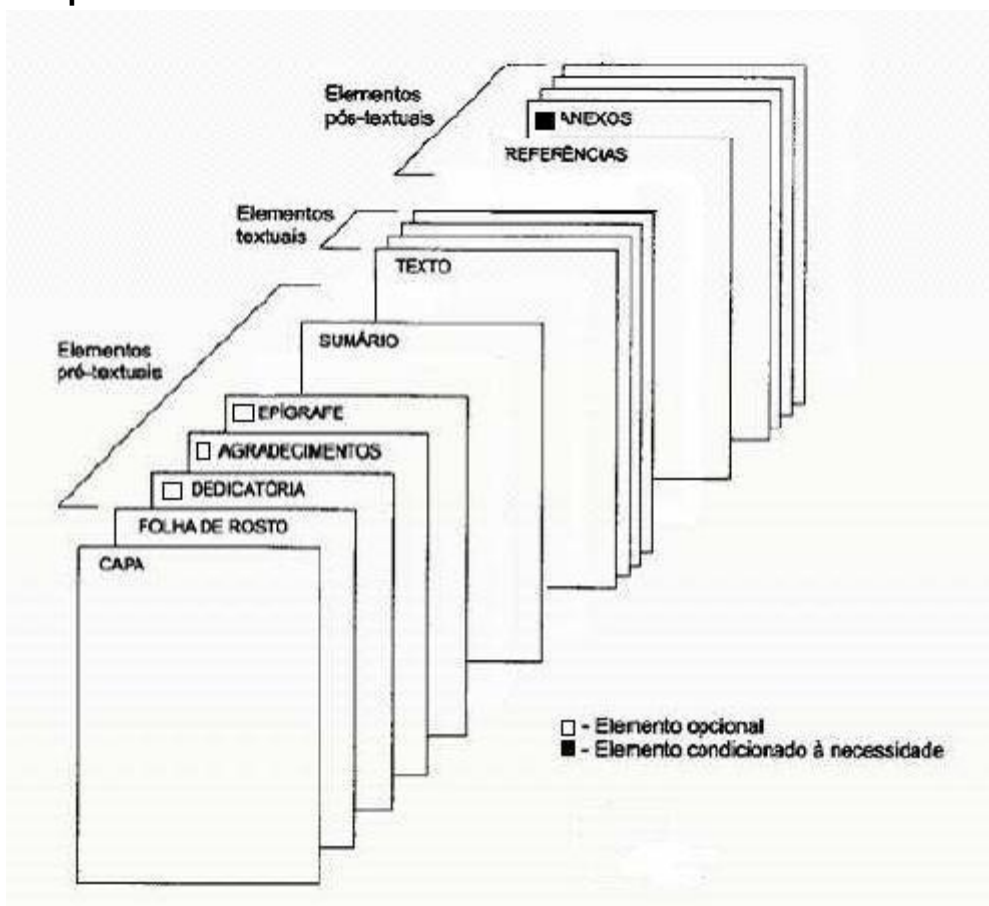 Elementos
pós-textuais
ANEXOS
REFERÊNCIAS
Elementos
textuais
TEXTO
SUMÁRIO
Elementos
pré-textuais
EPÍGRAFE
AGRADECIMENTOS
DEDICATÓRIA
FOLHA DE ROSTO
CAPA
□ - Elemento opcional
■ - Elemento condicionado à necessidade